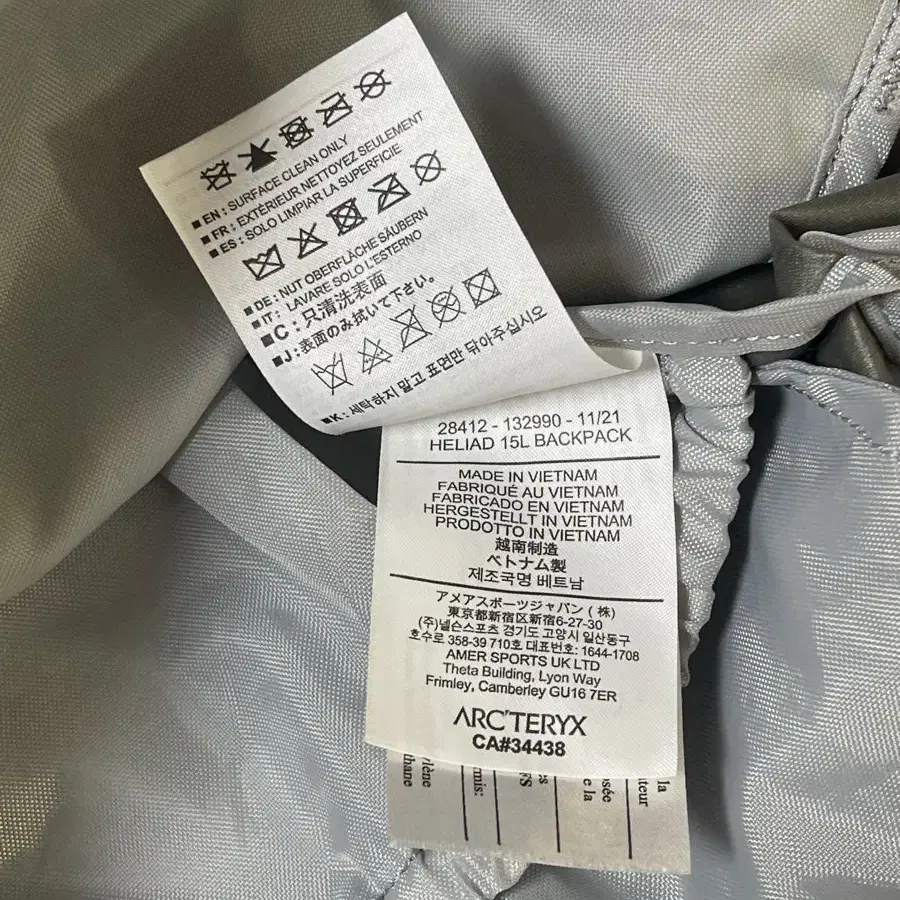 ■EN : SURFACE CLEAN ONLY
■FR : EXTÉRIEUR NETTOYEZ SEULEMENT
■ES : SOLO LIMPIAR LA SUPERFICIE
■DE : NUT OBERFLÄCHE SÄUBERN
■IT : LAVARE SOLO L'ESTERNO
■C : 只清洗表面
■J : 表面のみ拭いて下さい。
■K : 세탁하지 말고 표면만 닦아주십시오
28412 - 132990 - 11/21
HELIAD 15L BACKPACK
MADE IN VIETNAM
FABRIQUÉ AU VIETNAM
FABRICADO EN VIETNAM
HERGESTELLT IN VIETNAM
PRODOTTO IN VIETNAM
越南制造
ベトナム製
제조국명 베트남
アメアスポーツジャパン (株)
東京都新宿区新宿6-27-30
(주)넬슨스포츠 경기도 고양시 일산동구
호수로 358-39 710호 대표번호: 1644-1708
AMER SPORTS UK LTD
Theta Building, Lyon Way
Frimley, Camberley GU16 7ER
ARC'TERYX
CA#34438